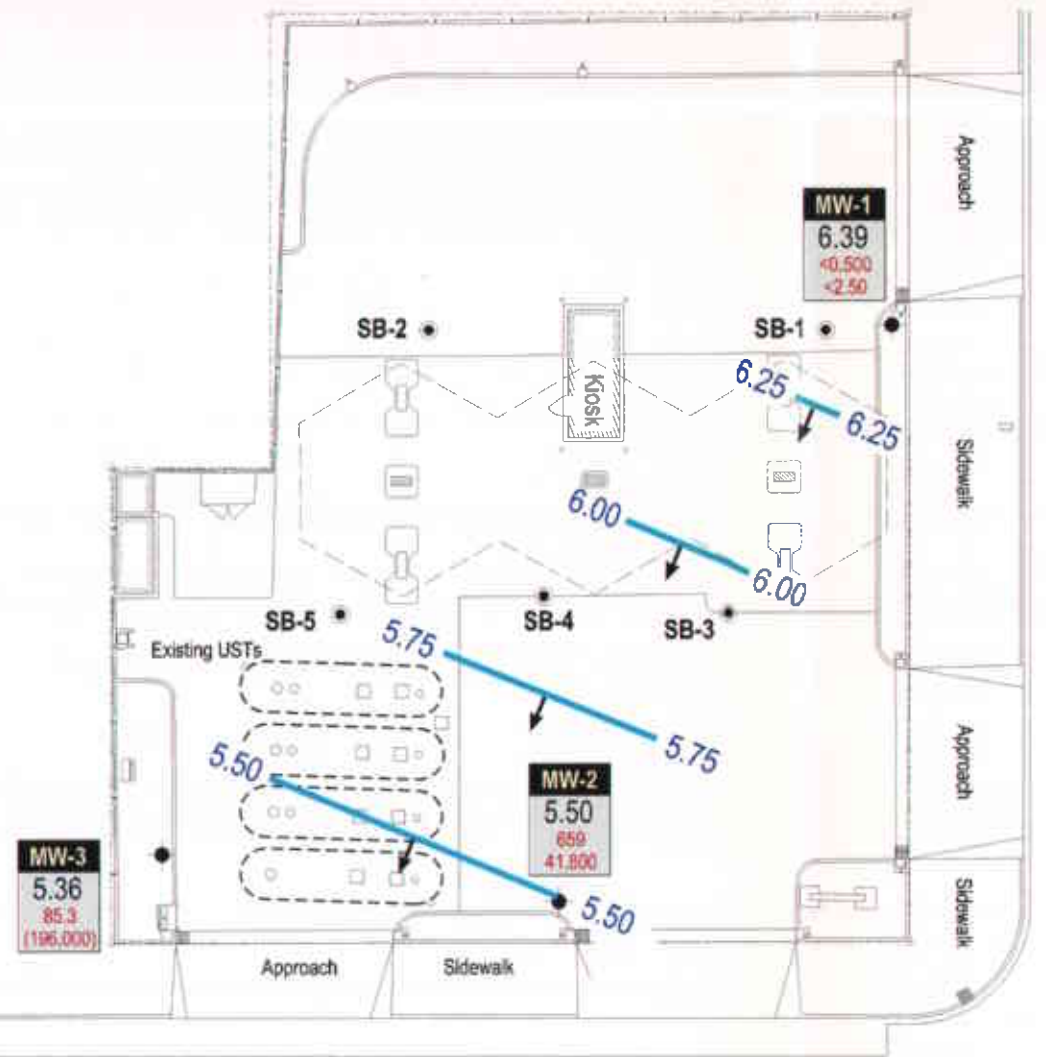 Approach
MW-1
6.39
<0.500
<2.50
SB-2
SB-1
Kiosk
6.25
6.25
Sidewalk
6.00
6.00
SB-5
SB-4
SB-3
Existing USTs
5.75
5.75
Approach
5.50
MW-2
5.50
659
41,800
5.50
MW-3
5.36
85.3
(196,000)
Sidewalk
Approach
Sidewalk